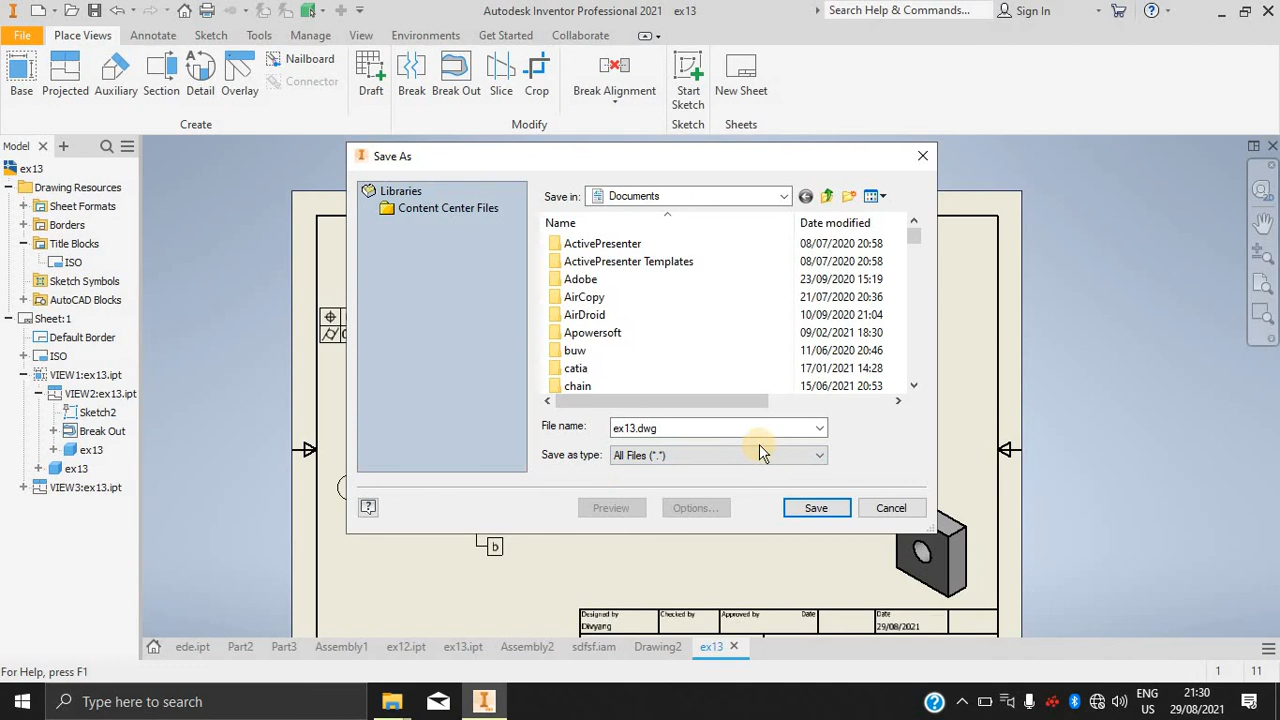 Autodesk Inventor Professional 2021 ex13
Search Help & Commands...
Sign In
File Place Views Annotate Sketch Tools Manage View Environments Get Started Collaborate
Base Projected Auxiliary Section Detail Overlay
Nailboard
Connector
Draft
Break Break Out Slice Crop
Break Alignment
Start Sketch
New Sheet
Create Modify Sketch Sheets
Model
ex13
Drawing Resources
Sheet Formats
Borders
Title Blocks
ISO
Sketch Symbols
AutoCAD Blocks
Sheet:1
Default Border
ISO
VIEW1:ex13.ipt
VIEW2:ex13.ipt
Sketch2
Break Out
ex13
ex13
VIEW3:ex13.ipt
Save As
Libraries
Content Center Files
Save in: Documents
Name Date modified
ActivePresenter 08/07/2020 20:58
ActivePresenter Templates 08/07/2020 20:58
Adobe 23/09/2020 15:19
AirCopy 21/07/2020 20:36
AirDroid 10/09/2020 21:04
Apowersoft 09/02/2021 18:30
buw 11/06/2020 20:46
catia 17/01/2021 14:28
chain 15/06/2021 20:53
File name: ex13.dwg
Save as type: All Files (*.*)
Preview Options... Save Cancel
b
Designed by Checked by Approved by Date Date
Divyang 29/08/2021
ede.ipt Part2 Part3 Assembly1 ex12.ipt ex13.ipt Assembly2 sdfsf.iam Drawing2 ex13
For Help, press F1
1 11
Type here to search
ENG 21:30
US 29/08/2021